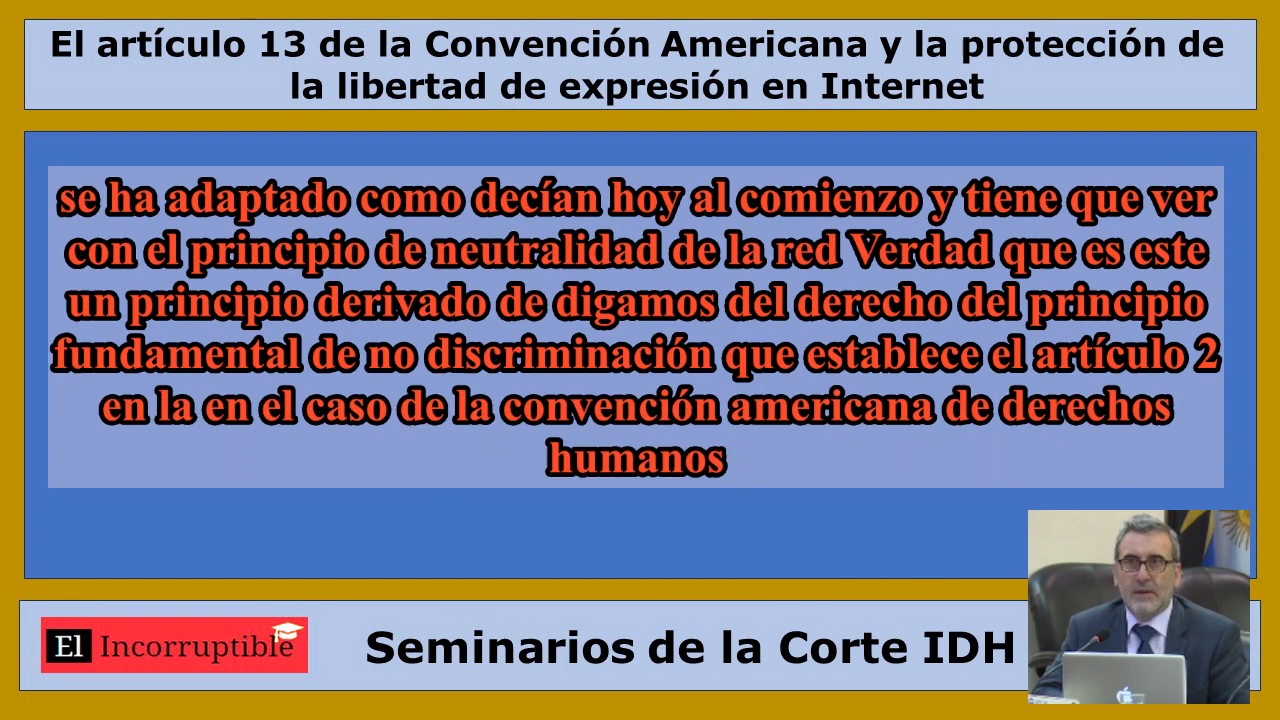 El artículo 13 de la Convención Americana y la protección de
la libertad de expresión en Internet
se ha adaptado como decían hoy al comienzo y tiene que ver
con el principio de neutralidad de la red Verdad que es este
un principio derivado de digamos del derecho del principio
fundamental de no discriminación que establece el artículo 2
en la en el caso de la convención americana de derechos
humanos
El Incorruptible
Seminarios de la Corte IDH